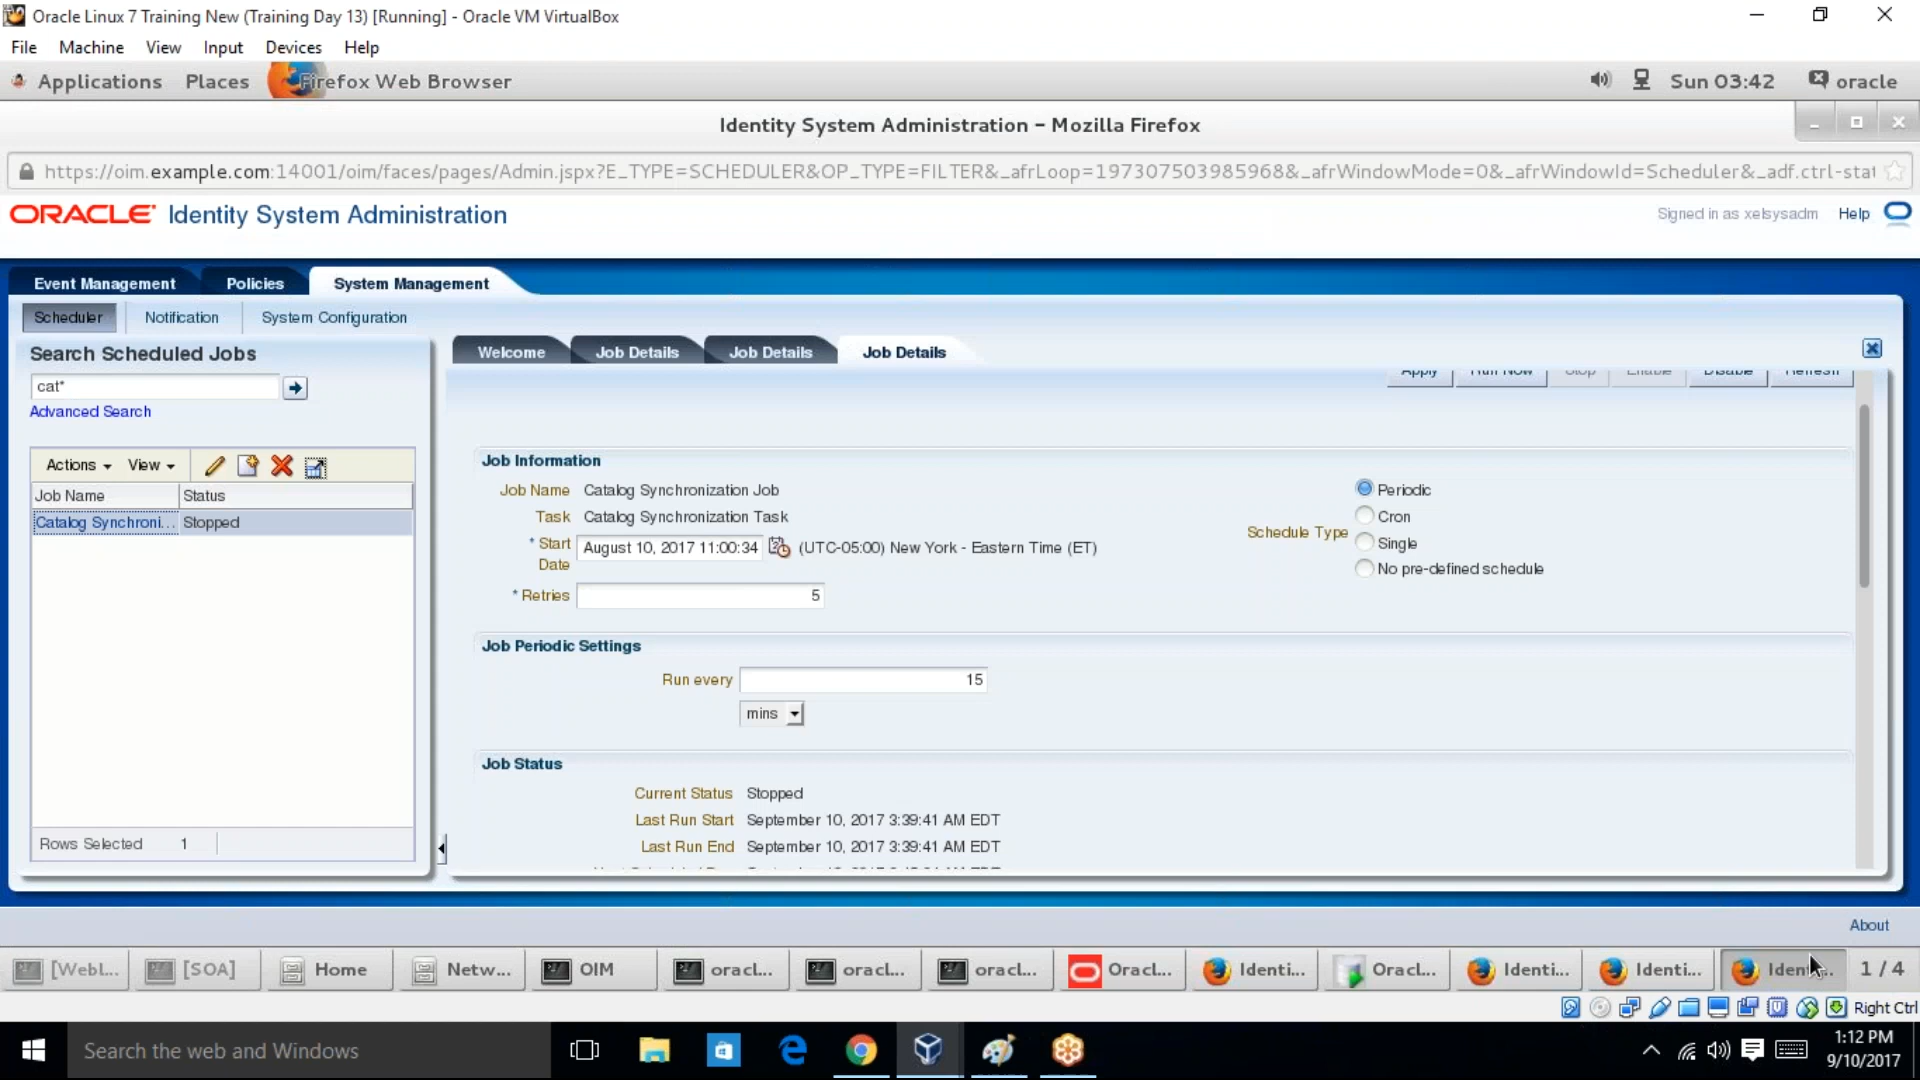 Oracle Linux 7 Training New (Training Day 13) [Running] - Oracle VM VirtualBox
File Machine View Input Devices Help
Applications Places Firefox Web Browser Sun 03:42 oracle
Identity System Administration - Mozilla Firefox
https://oim.example.com:14001/oim/faces/pages/Admin.jspx?E_TYPE=SCHEDULER&OP_TYPE=FILTER&_afrLoop=197307503985968&_afrWindowMode=0&_afrWindowId=Scheduler&_adf.ctrl-stat
ORACLE Identity System Administration Signed in as xelsysadm Help
Event Management Policies System Management
Scheduler Notification System Configuration
Search Scheduled Jobs
Welcome Job Details Job Details Job Details
cat*
Apply Run Now Stop Enable Disable Refresh
Advanced Search
Actions View
Job Name Status
Catalog Synchroni... Stopped
Rows Selected 1
Job Information
Job Name Catalog Synchronization Job
Task Catalog Synchronization Task
* Start Date August 10, 2017 11:00:34 (UTC-05:00) New York - Eastern Time (ET)
* Retries 5
Schedule Type
Periodic
Cron
Single
No pre-defined schedule
Job Periodic Settings
Run every 15
mins
Job Status
Current Status Stopped
Last Run Start September 10, 2017 3:39:41 AM EDT
Last Run End September 10, 2017 3:39:41 AM EDT
About
[WebL... [SOA] Home Netw... OIM oracl... oracl... oracl... Oracl... Identi... Oracl... Identi... Identi... Identi... 1 / 4
Right Ctrl
Search the web and Windows
1:12 PM
9/10/2017